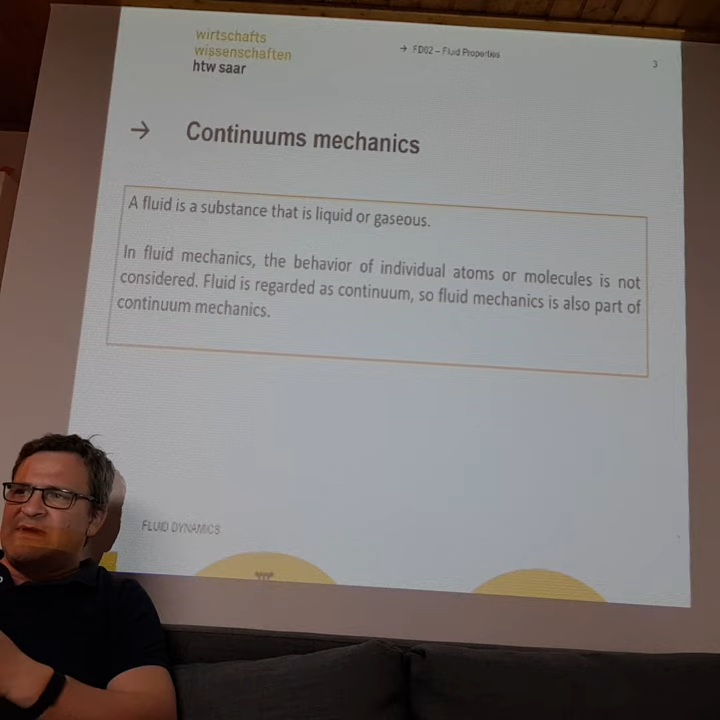 wirtschafts
wissenschaften
htw saar
→ FD02 – Fluid Properties
3
→ Continuums mechanics
A fluid is a substance that is liquid or gaseous.
In fluid mechanics, the behavior of individual atoms or molecules is not
considered. Fluid is regarded as continuum, so fluid mechanics is also part of
continuum mechanics.
FLUID DYNAMICS